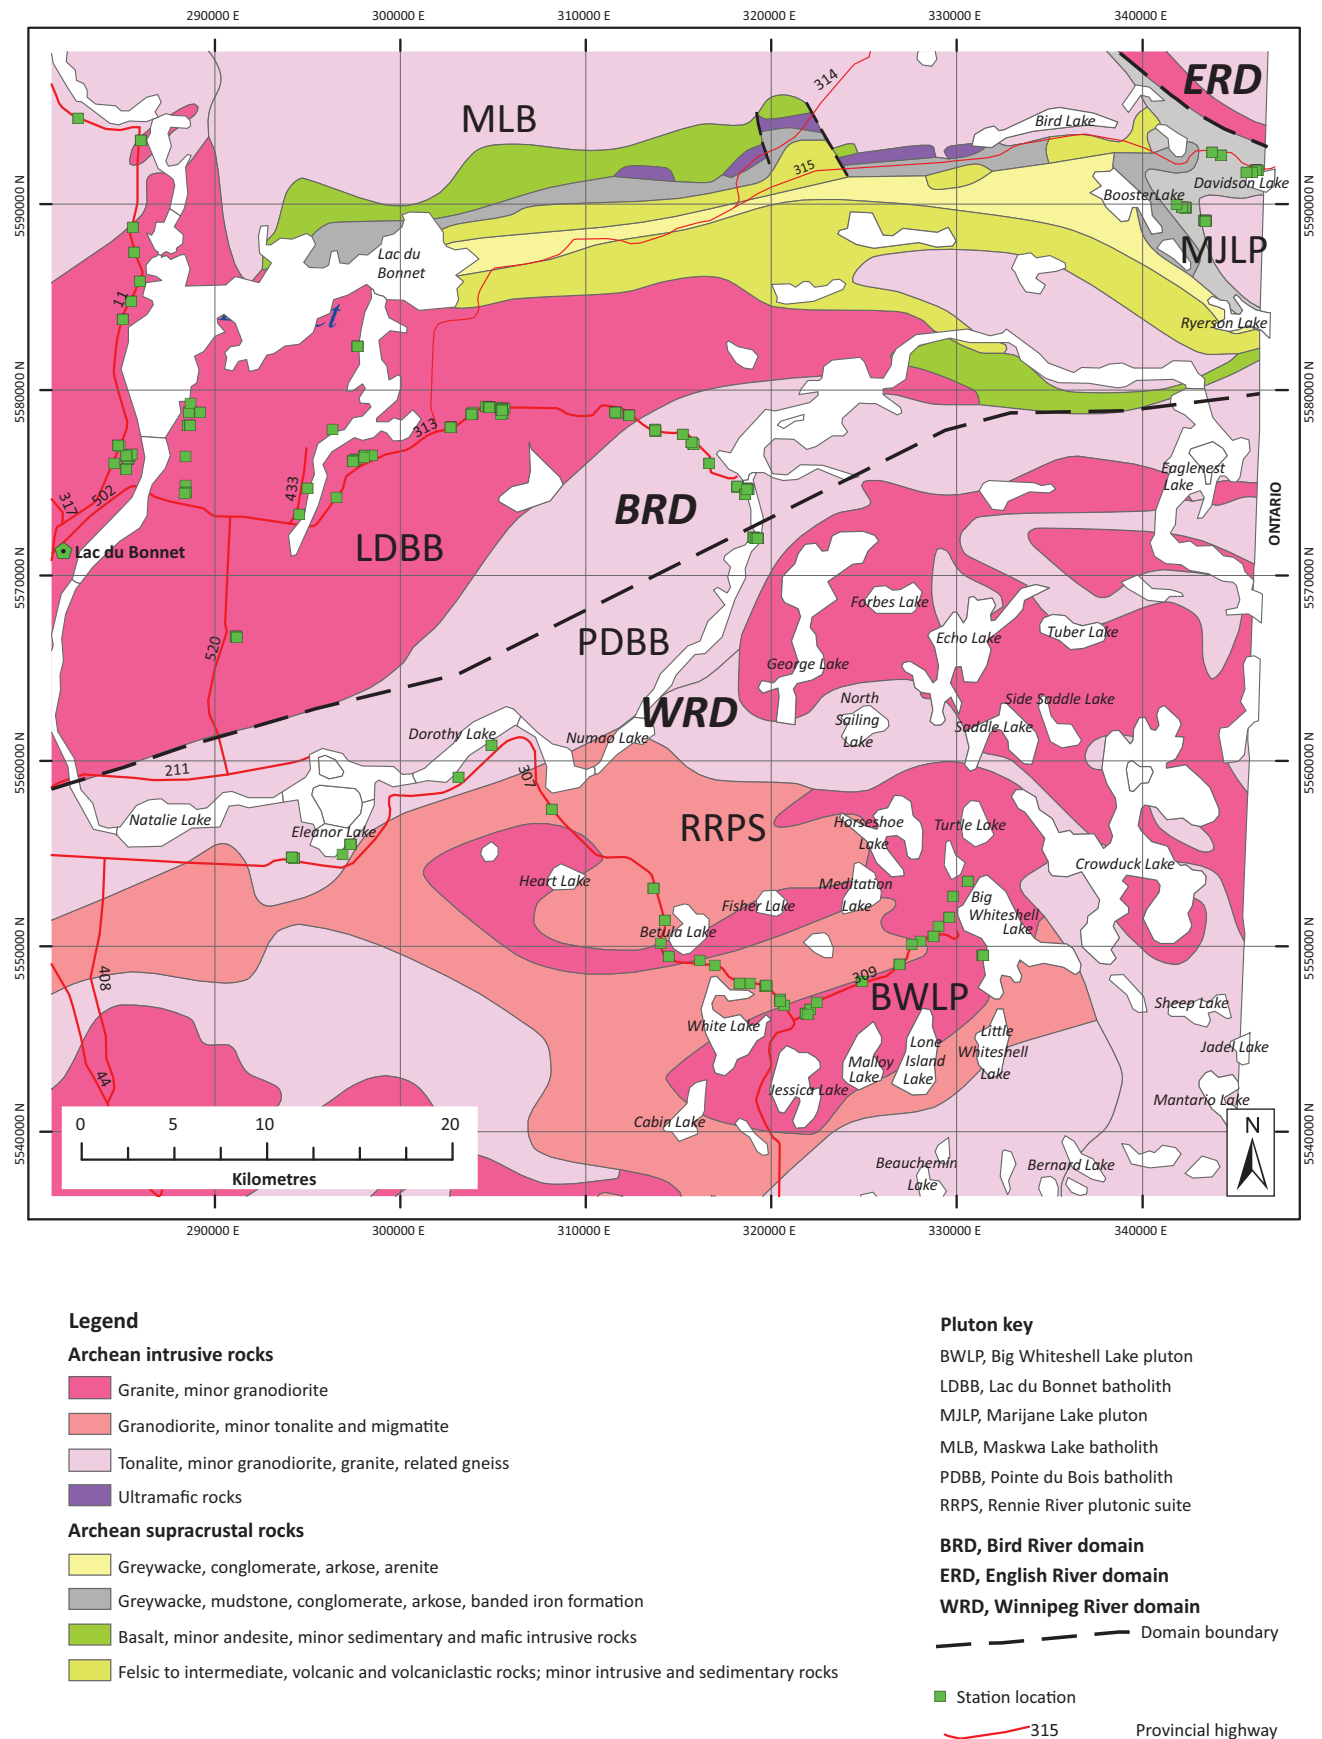 290000 E
300000 E
310000 E
320000 E
330000 E
340000 E
5590000 N
5580000 N
5570000 N
5560000 N
5550000 N
5540000 N
5590000 N
5580000 N
5570000 N
5560000 N
5550000 N
5540000 N
ERD
MLB
314
Bird Lake
315
Davidson Lake
BoosterLake
MJLP
Lac du
Bonnet
11
Ryerson Lake
313
Eaglenest
Lake
433
317
502
BRD
ONTARIO
Lac du Bonnet
LDBB
Forbes Lake
Echo Lake
Tuber Lake
520
PDBB
George Lake
WRD
North
Sailing
Lake
Side Saddle Lake
Saddle Lake
Dorothy Lake
Numao Lake
211
307
Natalie Lake
Eleanor Lake
RRPS
Horseshoe
Lake
Turtle Lake
Crowduck Lake
Heart Lake
Meditation
Lake
Fisher Lake
Big
Whiteshell
Lake
Betula Lake
408
309
BWLP
Sheep Lake
White Lake
Little
Whiteshell
Lake
Lone
Island
Lake
Jadel Lake
Malloy
Lake
44
Jessica Lake
Mantario Lake
Cabin Lake
0 5 10 20
Kilometres
Beauchemin
Lake
Bernard Lake
N
290000 E
300000 E
310000 E
320000 E
330000 E
340000 E
Legend
Archean intrusive rocks
Granite, minor granodiorite
Granodiorite, minor tonalite and migmatite
Tonalite, minor granodiorite, granite, related gneiss
Ultramafic rocks
Archean supracrustal rocks
Greywacke, conglomerate, arkose, arenite
Greywacke, mudstone, conglomerate, arkose, banded iron formation
Basalt, minor andesite, minor sedimentary and mafic intrusive rocks
Felsic to intermediate, volcanic and volcaniclastic rocks; minor intrusive and sedimentary rocks
Pluton key
BWLP, Big Whiteshell Lake pluton
LDBB, Lac du Bonnet batholith
MJLP, Marijane Lake pluton
MLB, Maskwa Lake batholith
PDBB, Pointe du Bois batholith
RRPS, Rennie River plutonic suite
BRD, Bird River domain
ERD, English River domain
WRD, Winnipeg River domain
Domain boundary
Station location
315 Provincial highway